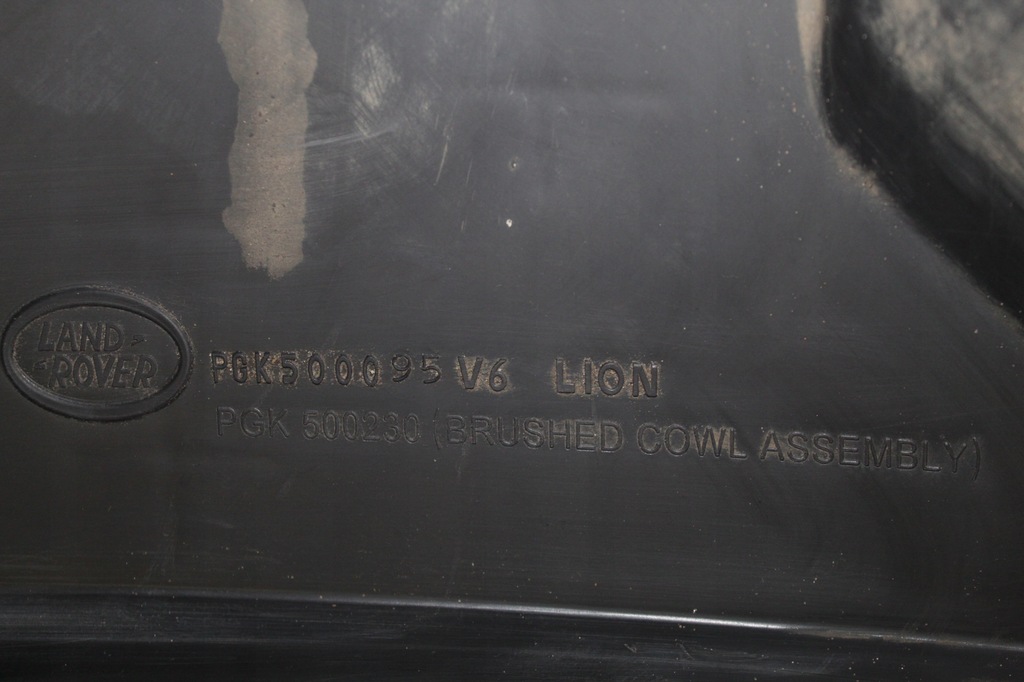 LAND-
ROVER
PGK500095 V6 LION
PGK 500230 (BRUSHED COWL ASSEMBLY)